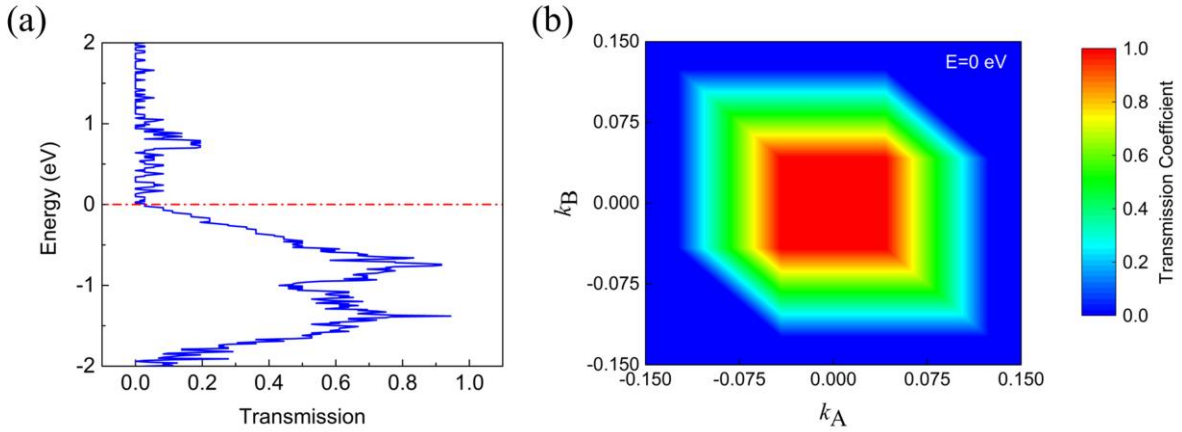 (a)
2
1
0
-1
-2
Energy (eV)
0.0 0.2 0.4 0.6 0.8 1.0
Transmission
(b)
0.150
0.075
0.000
-0.075
-0.150
kB
-0.150 -0.075 0.000 0.075 0.150
kA
E=0 eV
1.0
0.8
0.6
0.4
0.2
0.0
Transmission Coefficient